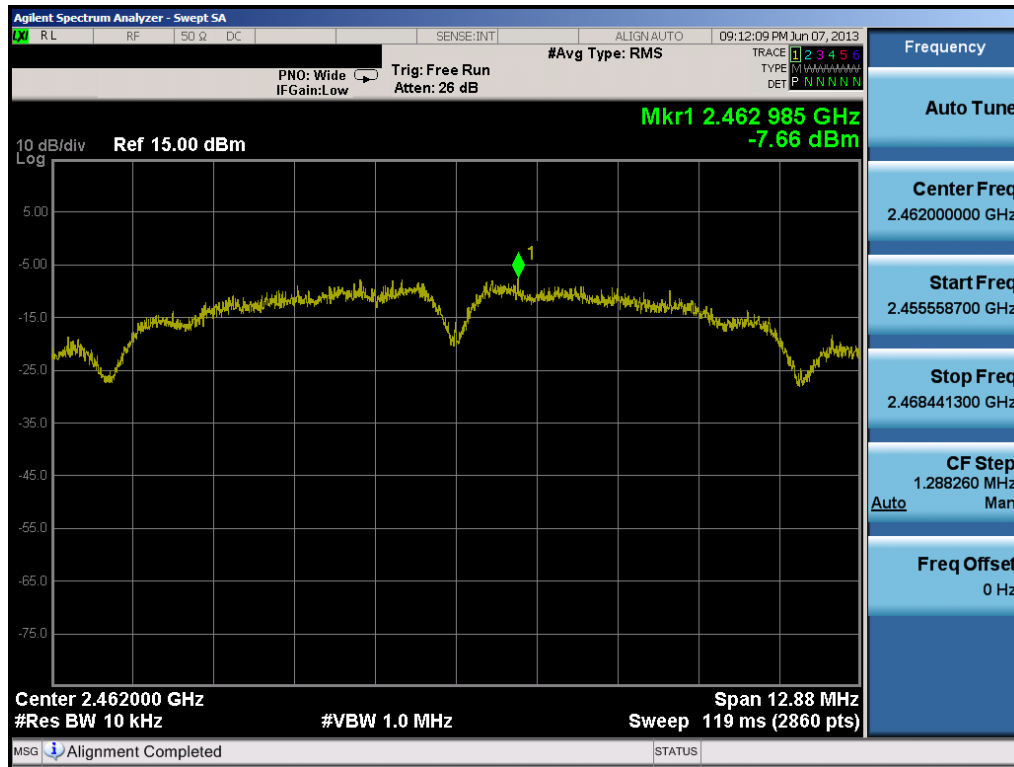 Agilent Spectrum Analyzer - Swept SA
LXI RL RF 50 Ω DC SENSE:INT ALIGN AUTO 09:12:09 PM Jun 07, 2013
PNO: Wide
IFGain:Low
Trig: Free Run
Atten: 26 dB
#Avg Type: RMS
TRACE 1 2 3 4 5 6
TYPE M W W W W W
DET P N N N N N
Mkr1 2.462 985 GHz
-7.66 dBm
10 dB/div Ref 15.00 dBm
Log
5.00
-5.00
-15.0
-25.0
-35.0
-45.0
-55.0
-65.0
-75.0
1
Center 2.462000 GHz Span 12.88 MHz
#Res BW 10 kHz #VBW 1.0 MHz Sweep 119 ms (2860 pts)
MSG Alignment Completed STATUS
Frequency
Auto Tune
Center Freq
2.462000000 GHz
Start Freq
2.455558700 GHz
Stop Freq
2.468441300 GHz
CF Step
1.288260 MHz
Auto Man
Freq Offset
0 Hz